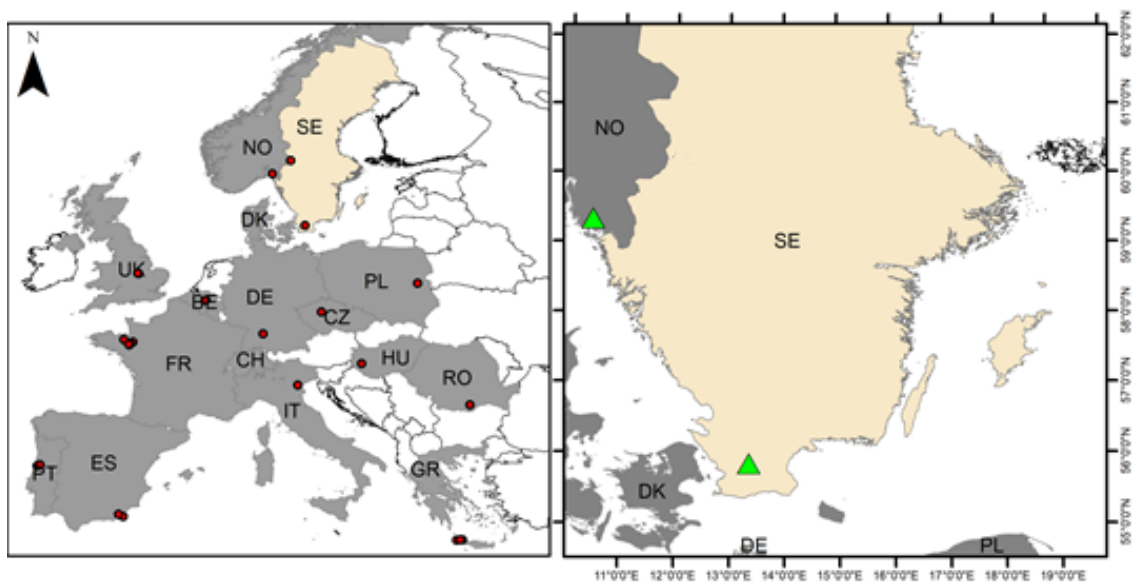 N
SE
NO
DK
UK
BE
DE
PL
CZ
FR
CH
HU
RO
IT
PT
ES
GR
NO
SE
DK
DE
PL
62°0'0"N
61°0'0"N
60°0'0"N
59°0'0"N
58°0'0"N
57°0'0"N
56°0'0"N
55°0'0"N
11°0'0"E
12°0'0"E
13°0'0"E
14°0'0"E
15°0'0"E
16°0'0"E
17°0'0"E
18°0'0"E
19°0'0"E